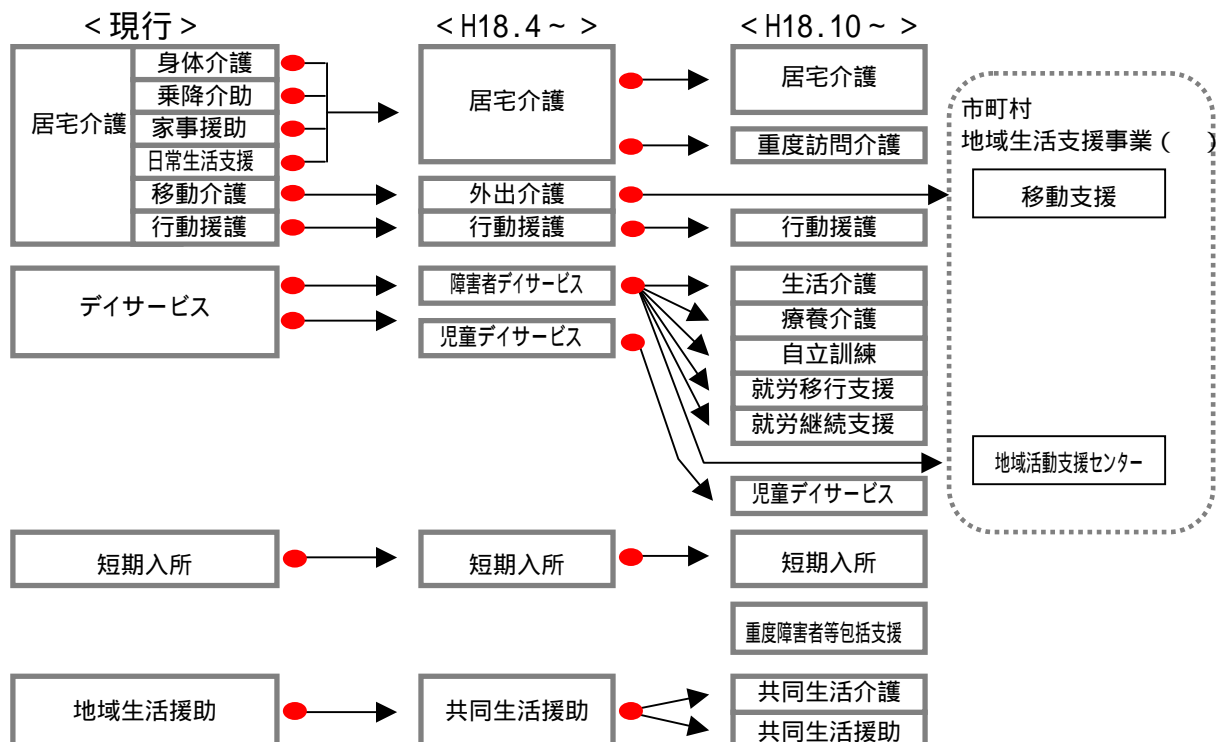 ＜現行＞
＜H18.4～ ＞
＜H18.10～ ＞
居宅介護
身体介護
乗降介助
家事援助
日常生活支援
移動介護
行動援護
居宅介護
外出介護
行動援護
居宅介護
重度訪問介護
行動援護
市町村
地域生活支援事業（　　）
移動支援
デイサービス
障害者デイサービス
児童デイサービス
生活介護
療養介護
自立訓練
就労移行支援
就労継続支援
児童デイサービス
地域活動支援センター
短期入所
短期入所
短期入所
重度障害者等包括支援
地域生活援助
共同生活援助
共同生活介護
共同生活援助